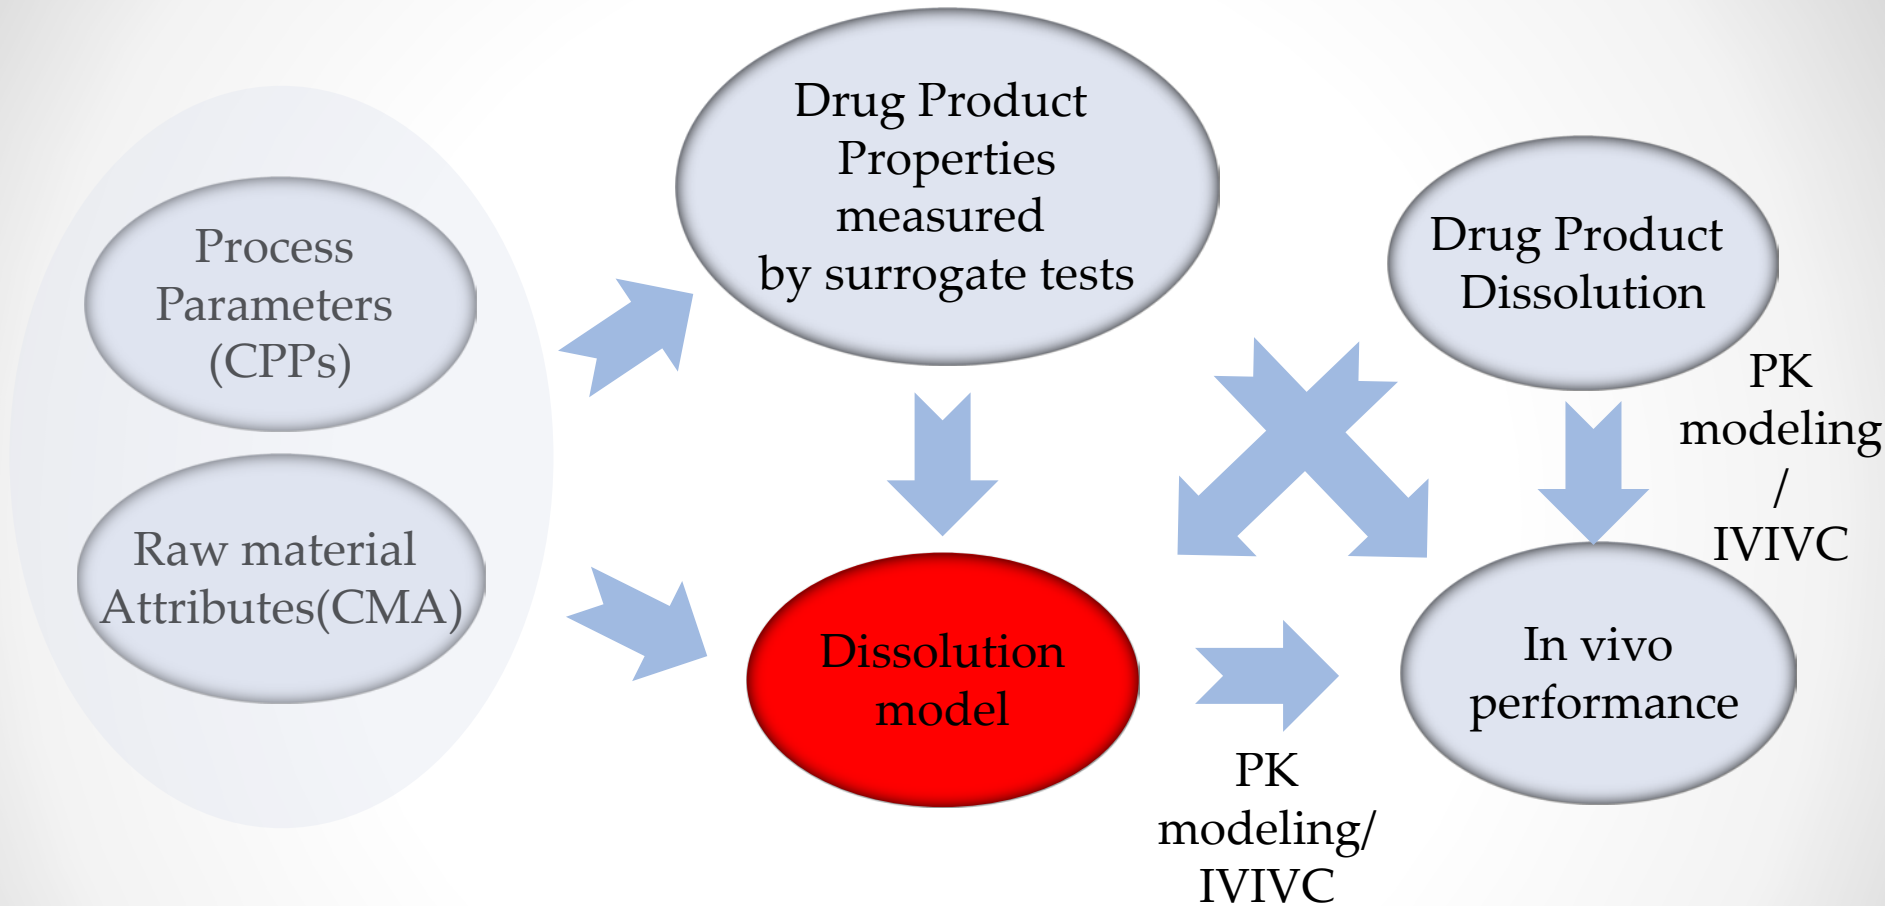 Process
Parameters
(CPPs)
Raw material
Attributes(CMA)
Drug Product
Properties
measured
by surrogate tests
Dissolution
model
Drug Product
Dissolution
PK
modeling
/
IVIVC
In vivo
performance
PK
modeling/
IVIVC